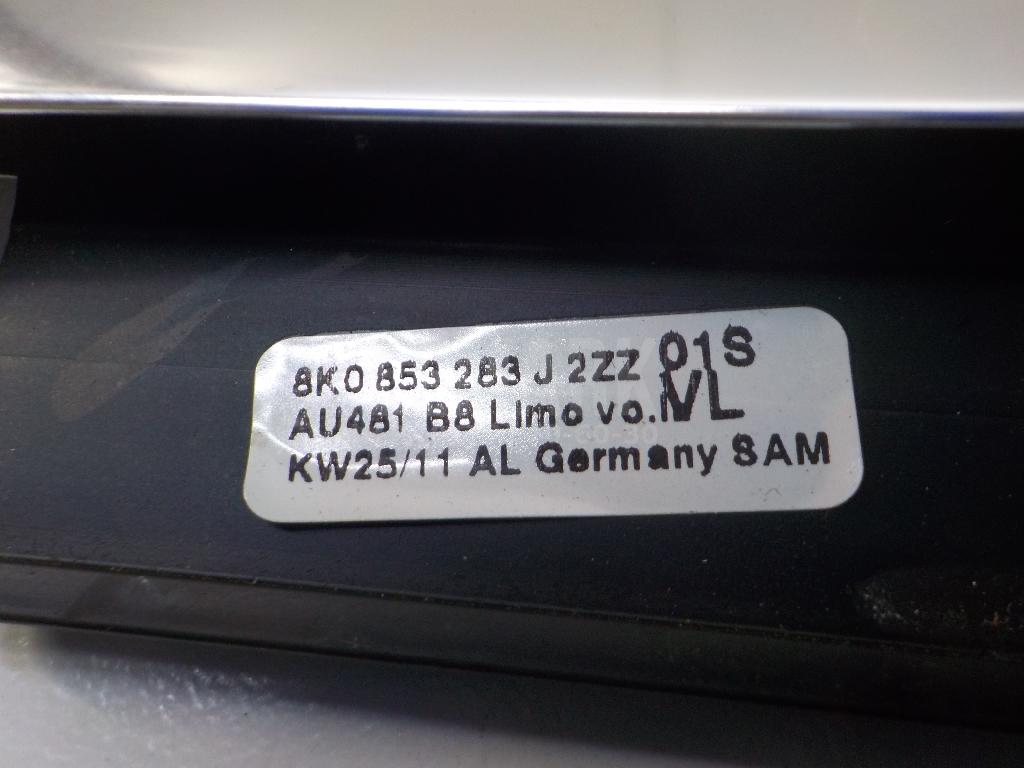 8K0 853 283 J 2ZZ 01S
AU481 B8 Limo vo. VL
KW25/11 AL Germany SAM